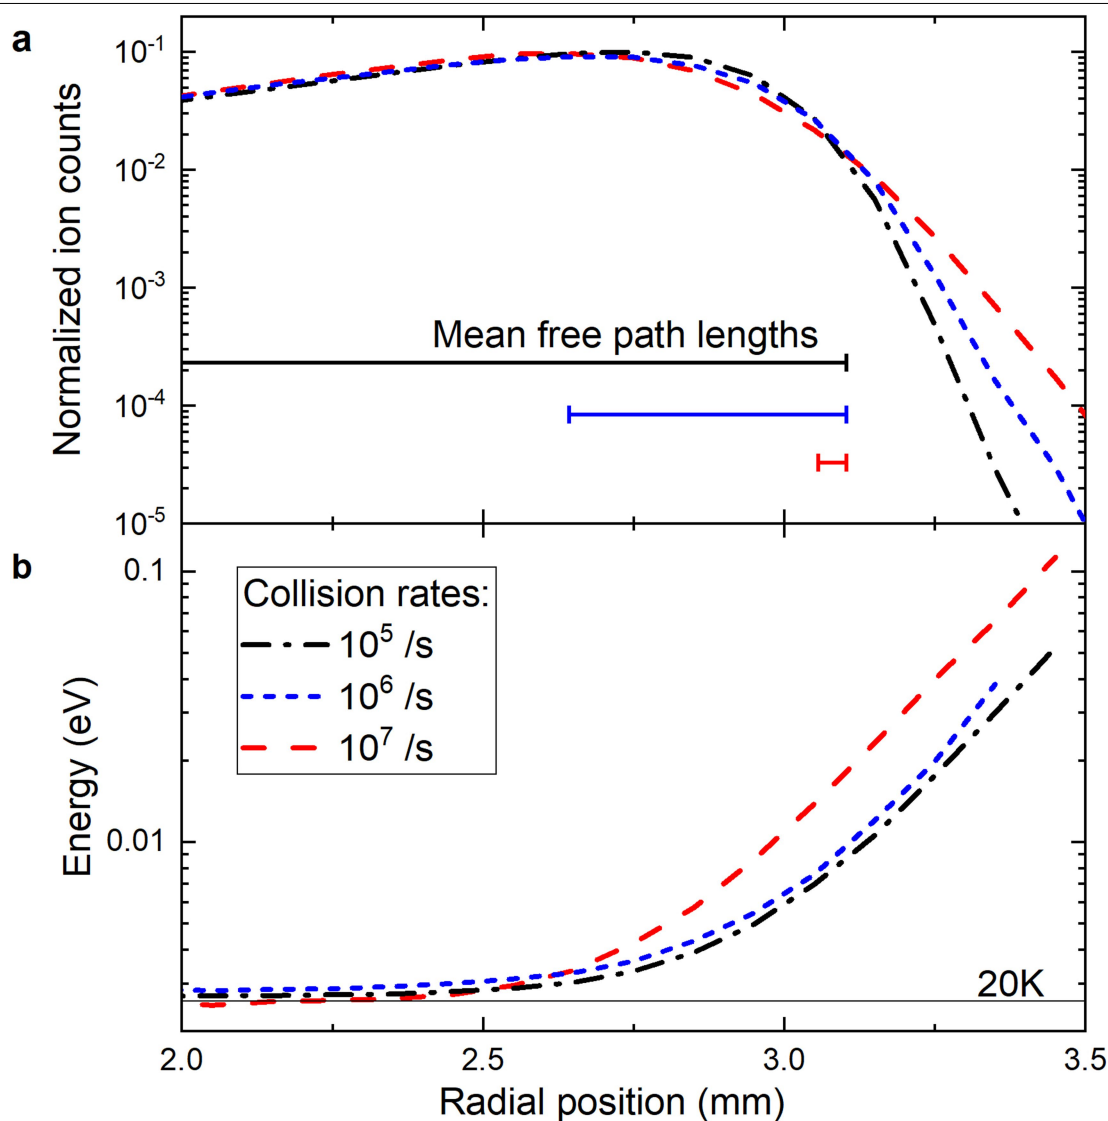 a
Normalized ion counts
10^-1
10^-2
10^-3
10^-4
10^-5
Mean free path lengths
b
Energy (eV)
0.1
0.01
Collision rates:
10^5 /s
10^6 /s
10^7 /s
20K
2.0 2.5 3.0 3.5
Radial position (mm)